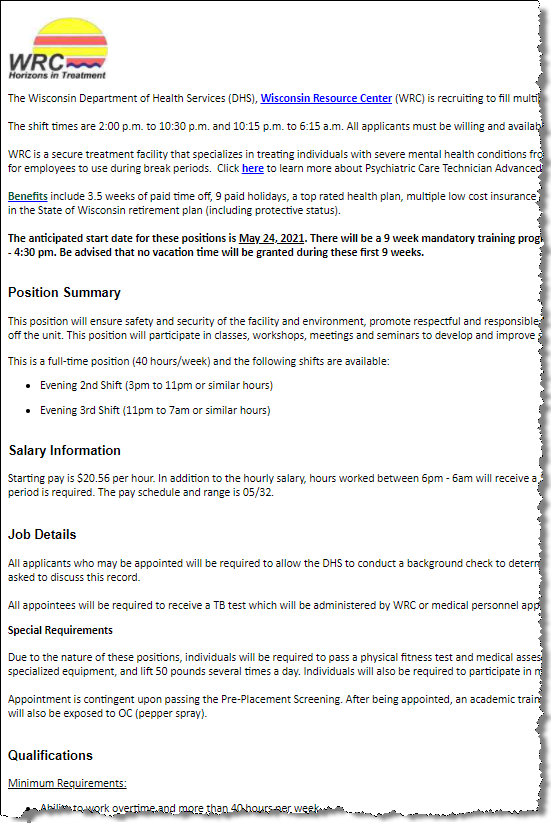 WRC
Horizons in Treatment
The Wisconsin Department of Health Services (DHS), Wisconsin Resource Center (WRC) is recruiting to fill multi
The shift times are 2:00 p.m. to 10:30 p.m. and 10:15 p.m. to 6:15 a.m. All applicants must be willing and availab
WRC is a secure treatment facility that specializes in treating individuals with severe mental health conditions fro
for employees to use during break periods. Click here to learn more about Psychiatric Care Technician Advanced
Benefits include 3.5 weeks of paid time off, 9 paid holidays, a top rated health plan, multiple low cost insurance
in the State of Wisconsin retirement plan (including protective status).
The anticipated start date for these positions is May 24, 2021. There will be a 9 week mandatory training prog
- 4:30 pm. Be advised that no vacation time will be granted during these first 9 weeks.
Position Summary
This position will ensure safety and security of the facility and environment, promote respectful and responsible
off the unit. This position will participate in classes, workshops, meetings and seminars to develop and improve
This is a full-time position (40 hours/week) and the following shifts are available:
• Evening 2nd Shift (3pm to 11pm or similar hours)
• Evening 3rd Shift (11pm to 7am or similar hours)
Salary Information
Starting pay is $20.56 per hour. In addition to the hourly salary, hours worked between 6pm - 6am will receive a
period is required. The pay schedule and range is 05/32.
Job Details
All applicants who may be appointed will be required to allow the DHS to conduct a background check to determ
asked to discuss this record.
All appointees will be required to receive a TB test which will be administered by WRC or medical personnel app
Special Requirements
Due to the nature of these positions, individuals will be required to pass a physical fitness test and medical asses
specialized equipment, and lift 50 pounds several times a day. Individuals will also be required to participate in
Appointment is contingent upon passing the Pre-Placement Screening. After being appointed, an academic train
will also be exposed to OC (pepper spray).
Qualifications
Minimum Requirements:
• Ability to work overtime and more than 40 hours per week